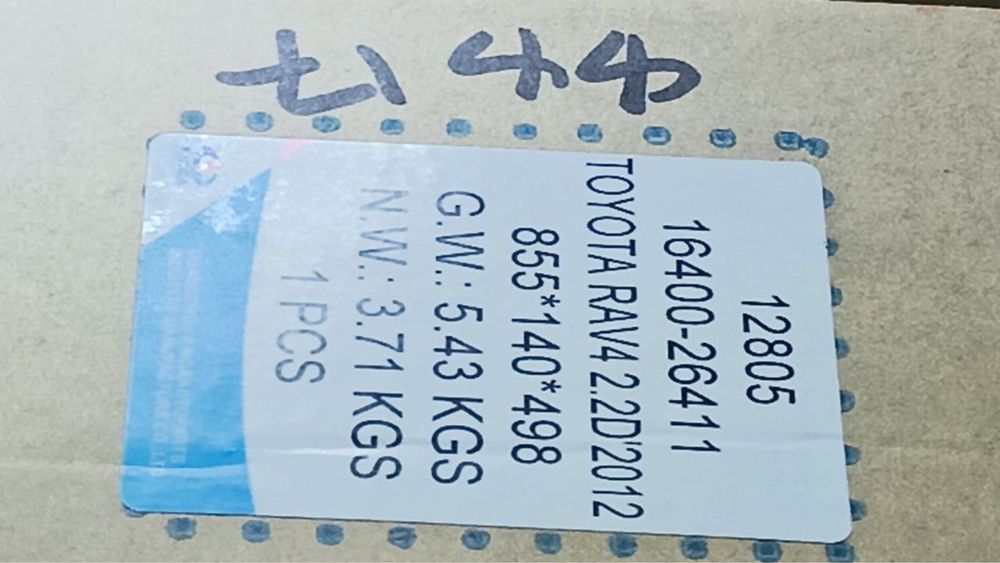 12805
16400-26411
TOYOTA RAV4 2.2D'2012
855*140*498
G.W.: 5.43 KGS
N.W.: 3.71 KGS
1 PCS